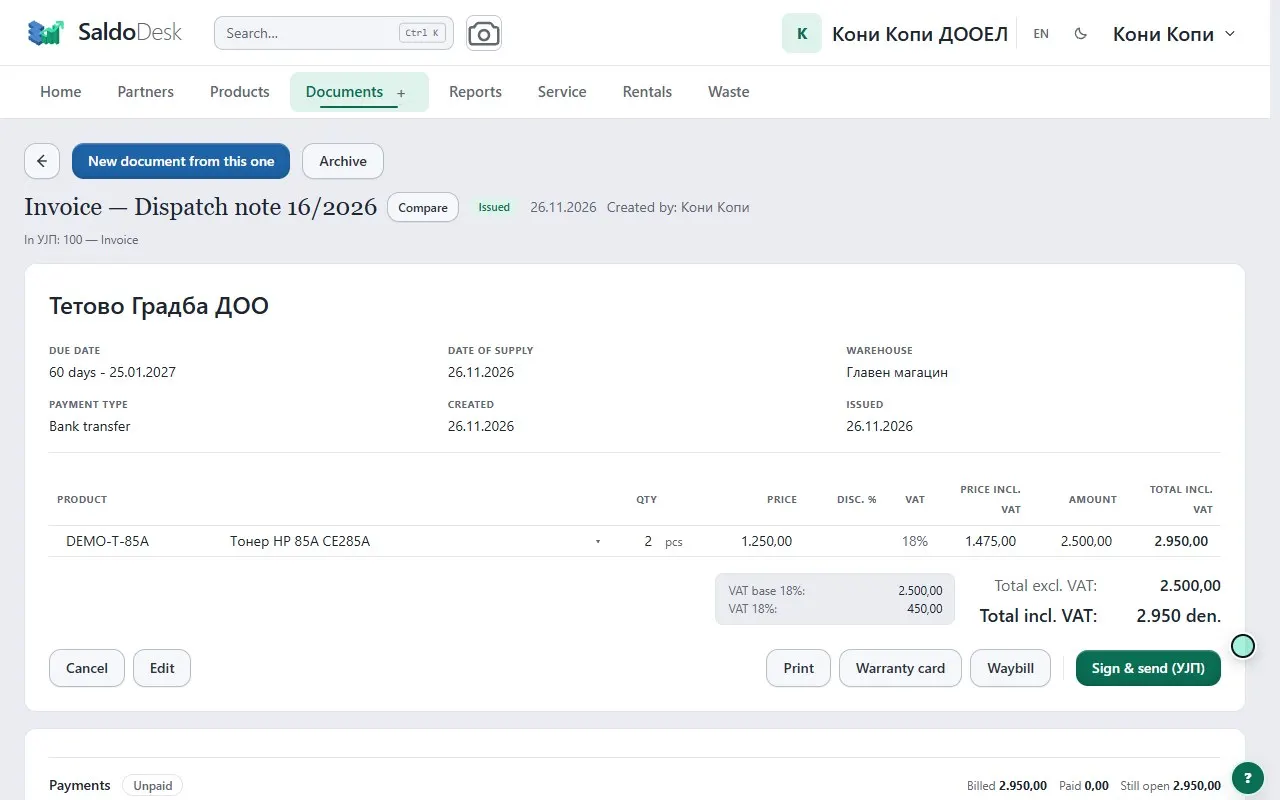 SaldoDesk
Search... Ctrl K
K Кони Копи ДООЕЛ EN Кони Копи
Home Partners Products Documents + Reports Service Rentals Waste
New document from this one Archive
Invoice — Dispatch note 16/2026 Compare Issued 26.11.2026 Created by: Кони Копи
In УЈП: 100 — Invoice
Тетово Градба ДОО
DUE DATE DATE OF SUPPLY WAREHOUSE
60 days - 25.01.2027 26.11.2026 Главен магацин
PAYMENT TYPE CREATED ISSUED
Bank transfer 26.11.2026 26.11.2026
PRODUCT QTY PRICE DISC. % VAT PRICE INCL. VAT AMOUNT TOTAL INCL. VAT
DEMO-T-85A Тонер HP 85A CE285A 2 pcs 1.250,00 18% 1.475,00 2.500,00 2.950,00
VAT base 18%: 2.500,00 Total excl. VAT: 2.500,00
VAT 18%: 450,00 Total incl. VAT: 2.950 den.
Cancel Edit Print Warranty card Waybill Sign & send (УЈП)
Payments Unpaid Billed 2.950,00 Paid 0,00 Still open 2.950,00 ?